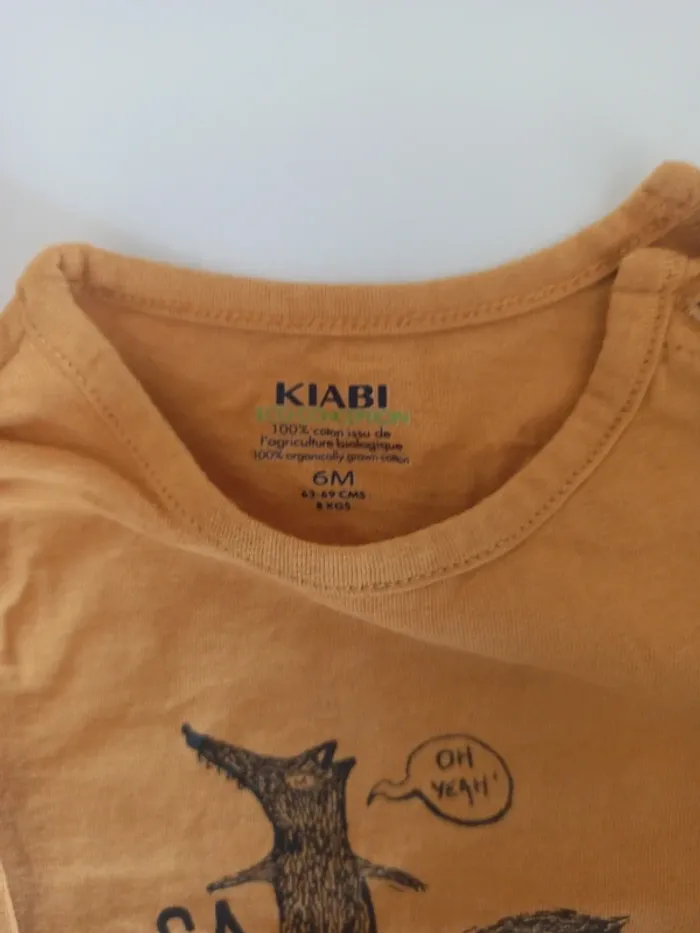 KIABI
100% coton issu de
l'agriculture biologique
100% organically grown cotton
6M
63-69 CMS
8 KGS
OH
YEAH'